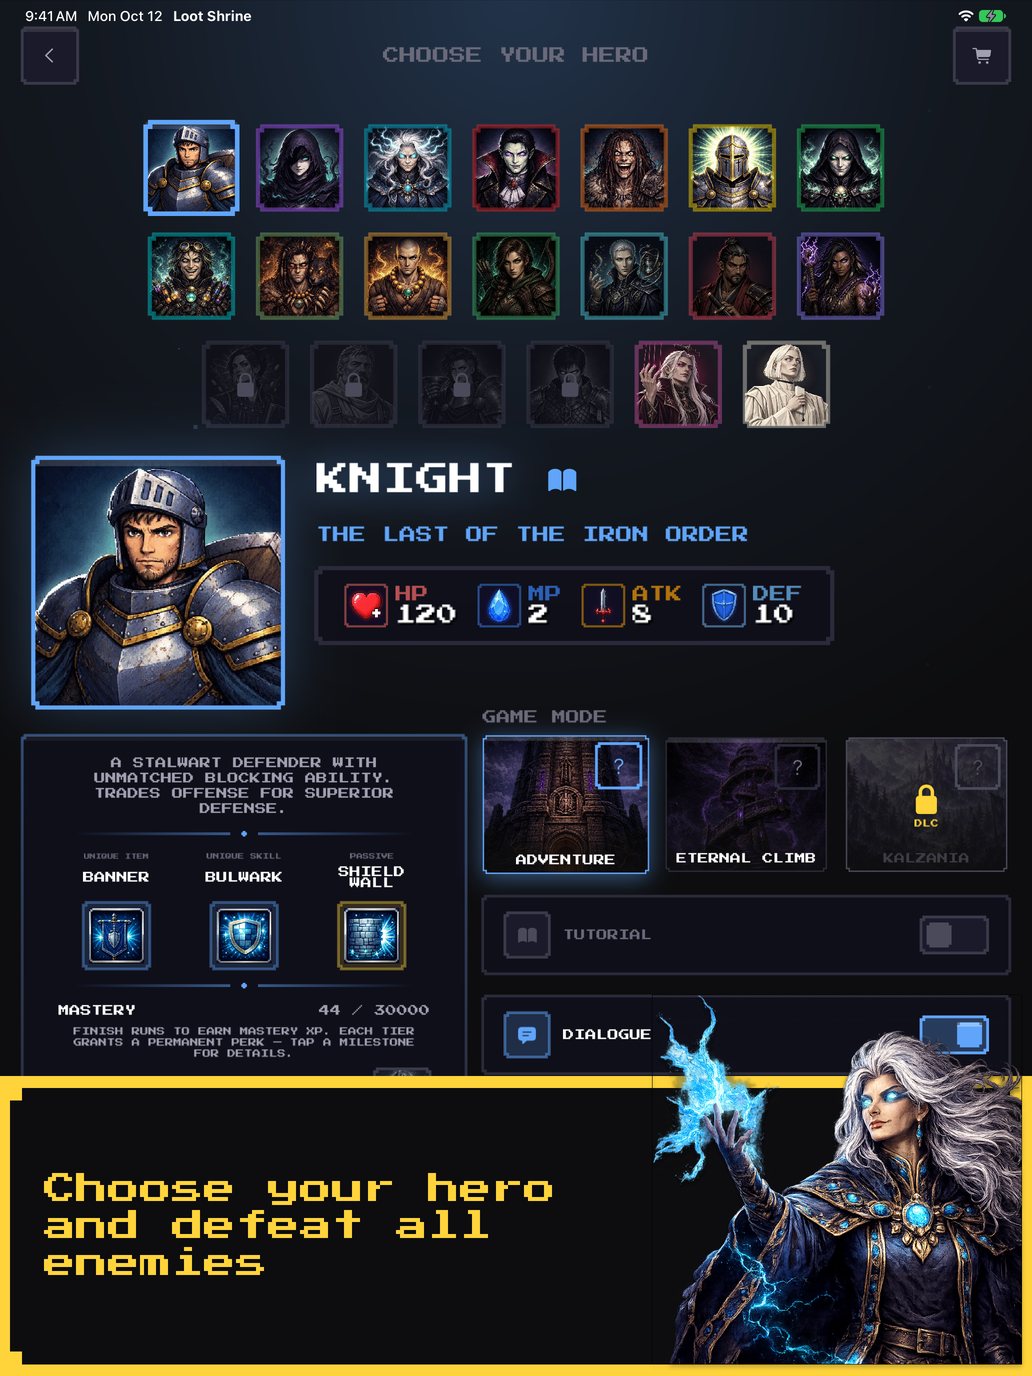 9:41 AM Mon Oct 12 Loot Shrine
CHOOSE YOUR HERO
KNIGHT
THE LAST OF THE IRON ORDER
HP 120
MP 2
ATK 8
DEF 10
A STALWART DEFENDER WITH
UNMATCHED BLOCKING ABILITY.
TRADES OFFENSE FOR SUPERIOR
DEFENSE.
UNIQUE ITEM
BANNER
UNIQUE SKILL
BULWARK
PASSIVE
SHIELD
WALL
MASTERY 44 / 30000
FINISH RUNS TO EARN MASTERY XP. EACH TIER
GRANTS A PERMANENT PERK — TAP A MILESTONE
FOR DETAILS.
GAME MODE
?
ADVENTURE
?
ETERNAL CLIMB
?
DLC
KALZANIA
TUTORIAL
DIALOGUE
Choose your hero
and defeat all
enemies